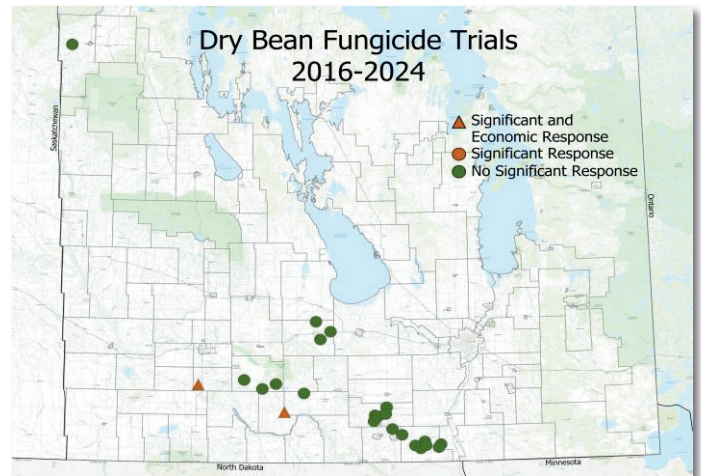 Dry Bean Fungicide Trials
2016-2024
Significant and
Economic Response
Significant Response
No Significant Response
Saskatchewan
Ontario
North Dakota
Minnesota